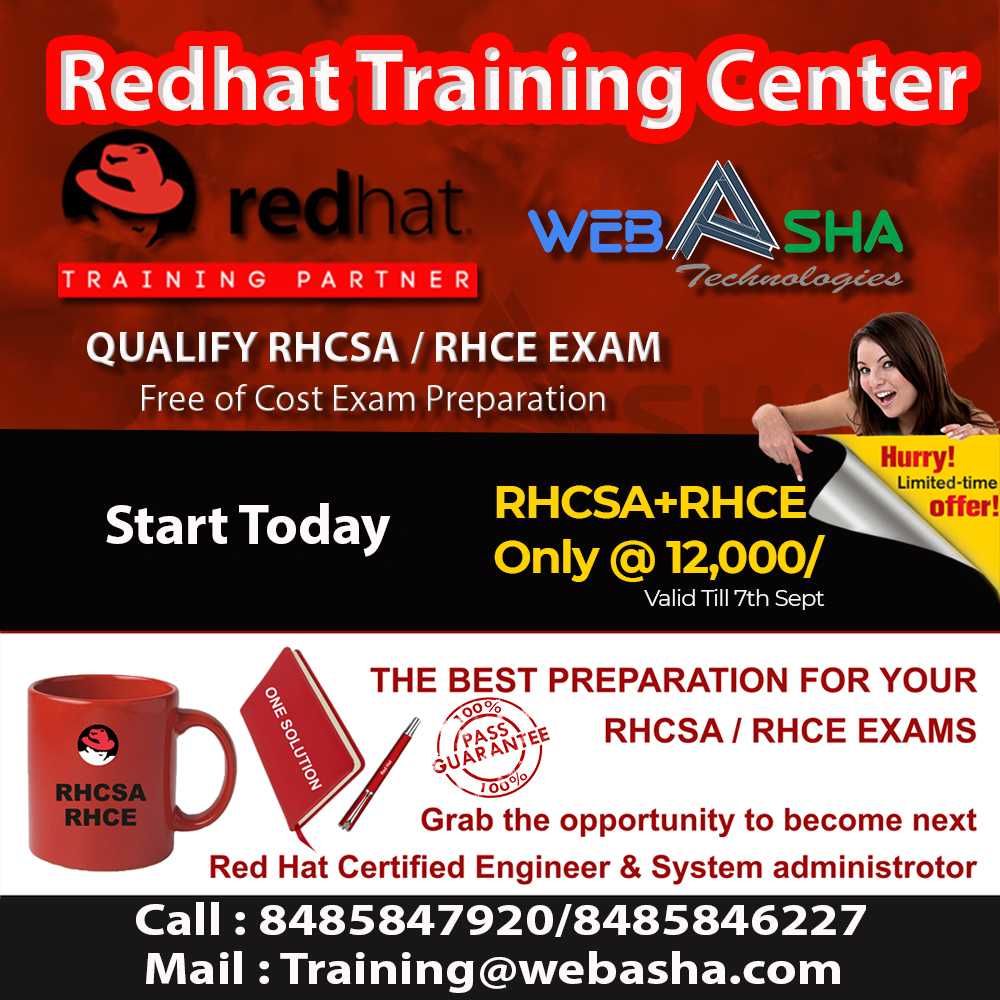 Redhat Training Center
redhat.
TRAINING PARTNER
WEBASHA
Technologies
QUALIFY RHCSA / RHCE EXAM
Free of Cost Exam Preparation
Hurry!
Limited-time
offer!
Start Today
RHCSA+RHCE
Only @ 12,000/
Valid Till 7th Sept
RHCSA
RHCE
ONE SOLUTION
Red Hat
THE BEST PREPARATION FOR YOUR
RHCSA / RHCE EXAMS
100%
PASS
GUARANTEE
100%
Grab the opportunity to become next
Red Hat Certified Engineer & System administrotor
Call : 8485847920/8485846227
Mail : Training@webasha.com